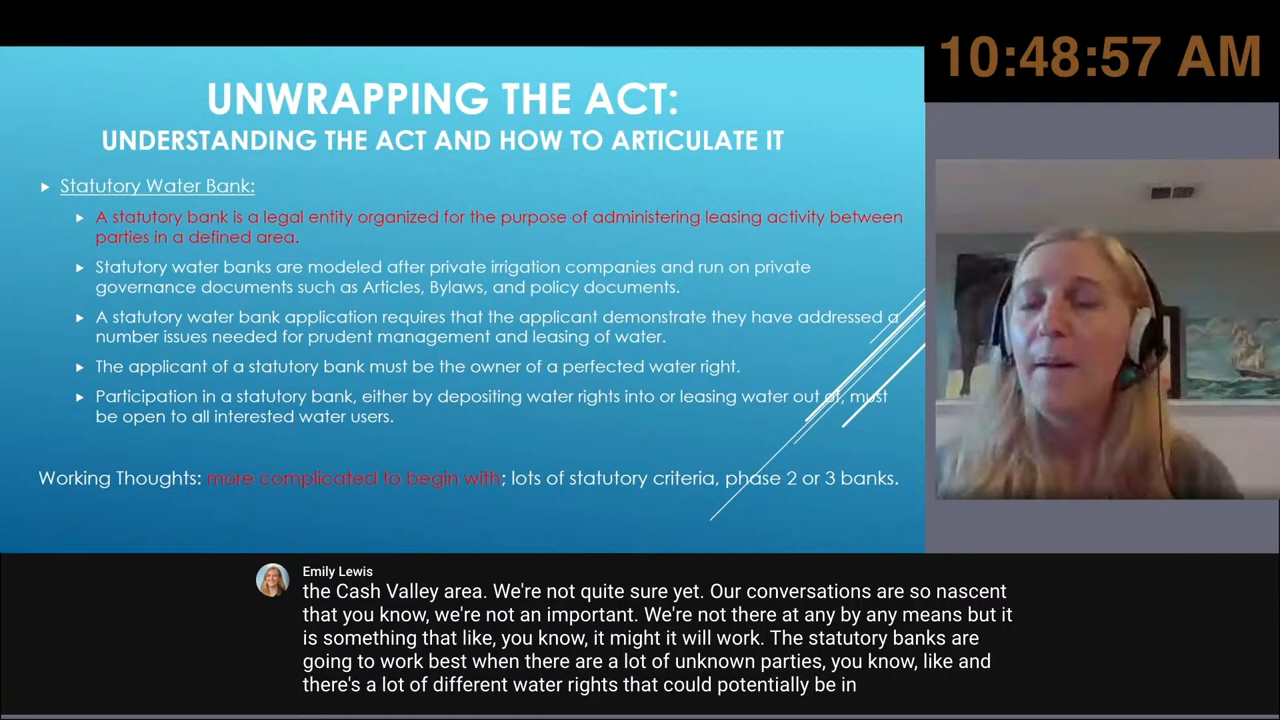 10:48:57 AM
UNWRAPPING THE ACT:
UNDERSTANDING THE ACT AND HOW TO ARTICULATE IT
Statutory Water Bank:
A statutory bank is a legal entity organized for the purpose of administering leasing activity between
parties in a defined area.
Statutory water banks are modeled after private irrigation companies and run on private
governance documents such as Articles, Bylaws, and policy documents.
A statutory water bank application requires that the applicant demonstrate they have addressed a
number issues needed for prudent management and leasing of water.
The applicant of a statutory bank must be the owner of a perfected water right.
Participation in a statutory bank, either by depositing water rights into or leasing water out of, must
be open to all interested water users.
Working Thoughts: more complicated to begin with; lots of statutory criteria, phase 2 or 3 banks.
Emily Lewis
the Cash Valley area. We're not quite sure yet. Our conversations are so nascent
that you know, we're not an important. We're not there at any by any means but it
is something that like, you know, it might it will work. The statutory banks are
going to work best when there are a lot of unknown parties, you know, like and
there's a lot of different water rights that could potentially be in